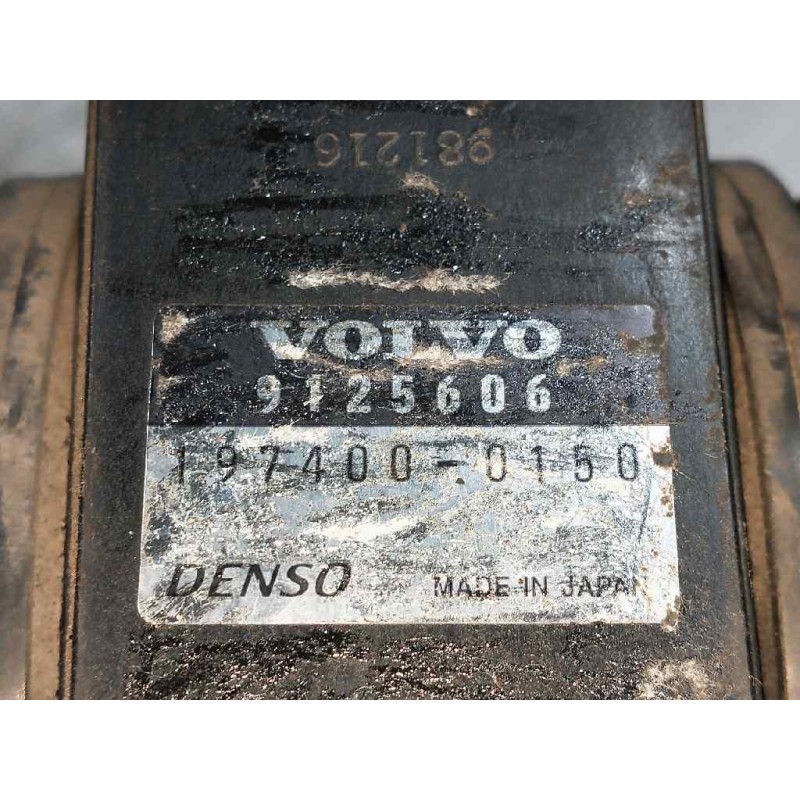 981216
VOLVO
9125606
197400-0150
DENSO MADE IN JAPAN